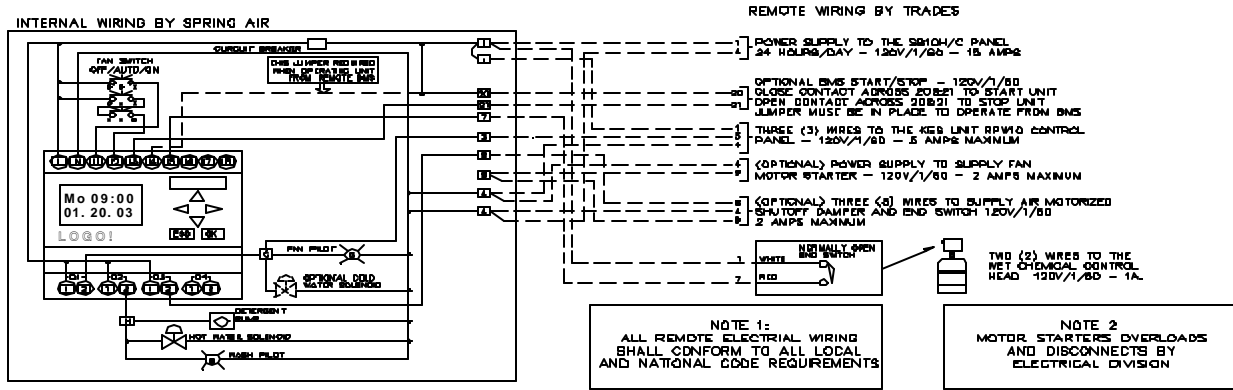 INTERNAL WIRING BY SPRING AIR
REMOTE WIRING BY TRADES
CIRCUIT BREAKER
FAN SWITCH
OFF/AUTO/ON
THIS JUMPER REQUIRED
WHEN OPERATING UNIT
FROM REMOTE BMS
POWER SUPPLY TO THE PANEL
24 HOURS/DAY - 120V/1/60 - 15 AMPS
OPTIONAL BMS START/STOP - 120V/1/60
CLOSE CONTACT ACROSS 20&21 TO START UNIT
OPEN CONTACT ACROSS 20&21 TO STOP UNIT
JUMPER MUST BE IN PLACE TO OPERATE FROM BMS
THREE (3) WIRES TO THE UNIT CONTROL
PANEL - 120V/1/60 - 5 AMPS MAXIMUM
(OPTIONAL) POWER SUPPLY TO SUPPLY FAN
MOTOR STARTER - 120V/1/60 - 2 AMPS MAXIMUM
(OPTIONAL) THREE (3) WIRES TO SUPPLY AIR MOTORIZED
SHUTOFF DAMPER AND END SWITCH 120V/1/60
2 AMPS MAXIMUM
Mo 09:00
01. 20. 03
LOGO!
ESC OK
Q1 Q2 Q3 Q4
FAN PILOT
OPTIONAL COLD
WATER SOLENOID
DETERGENT
PUMP
HOT WATER SOLENOID
WASH PILOT
NORMALLY OPEN
END SWITCH
WHITE
RED
7
TWO (2) WIRES TO THE
WET CHEMICAL CONTROL
HEAD 120V/1/60 - 1A.
NOTE 1:
ALL REMOTE ELECTRIAL WIRING
SHALL CONFORM TO ALL LOCAL
AND NATIONAL CODE REQUIREMENTS
NOTE 2
MOTOR STARTERS OVERLOADS
AND DISCONNECTS BY
ELECTRICAL DIVISION